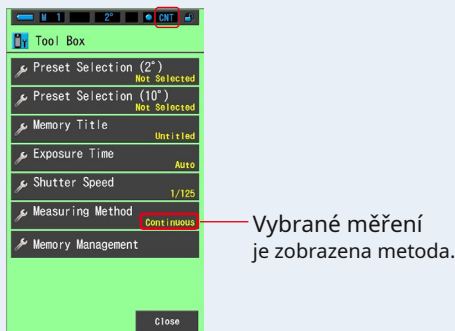 M 1 2° CNT
Tool Box
Preset Selection (2°)
Not Selected
Preset Selection (10°)
Not Selected
Memory Title
Untitled
Exposure Time
Auto
Shutter Speed
1/125
Measuring Method
Continuous
Memory Management
Close
Vybrané měření
je zobrazena metoda.